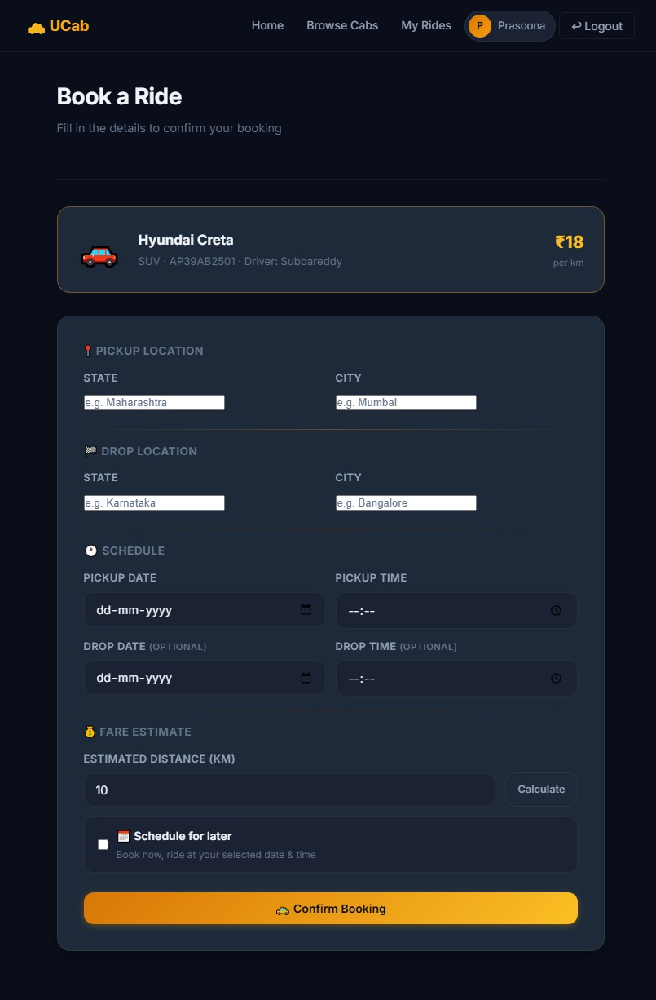 UCab Home Browse Cabs My Rides P Prasoona ↩ Logout
Book a Ride
Fill in the details to confirm your booking
Hyundai Creta ₹18
SUV · AP39AB2501 · Driver: Subbareddy per km
📍 PICKUP LOCATION
STATE CITY
e.g. Maharashtra e.g. Mumbai
🏁 DROP LOCATION
STATE CITY
e.g. Karnataka e.g. Bangalore
🕐 SCHEDULE
PICKUP DATE PICKUP TIME
dd-mm-yyyy --:--
DROP DATE (OPTIONAL) DROP TIME (OPTIONAL)
dd-mm-yyyy --:--
💰 FARE ESTIMATE
ESTIMATED DISTANCE (KM)
10 Calculate
📅 Schedule for later
Book now, ride at your selected date & time
🚕 Confirm Booking